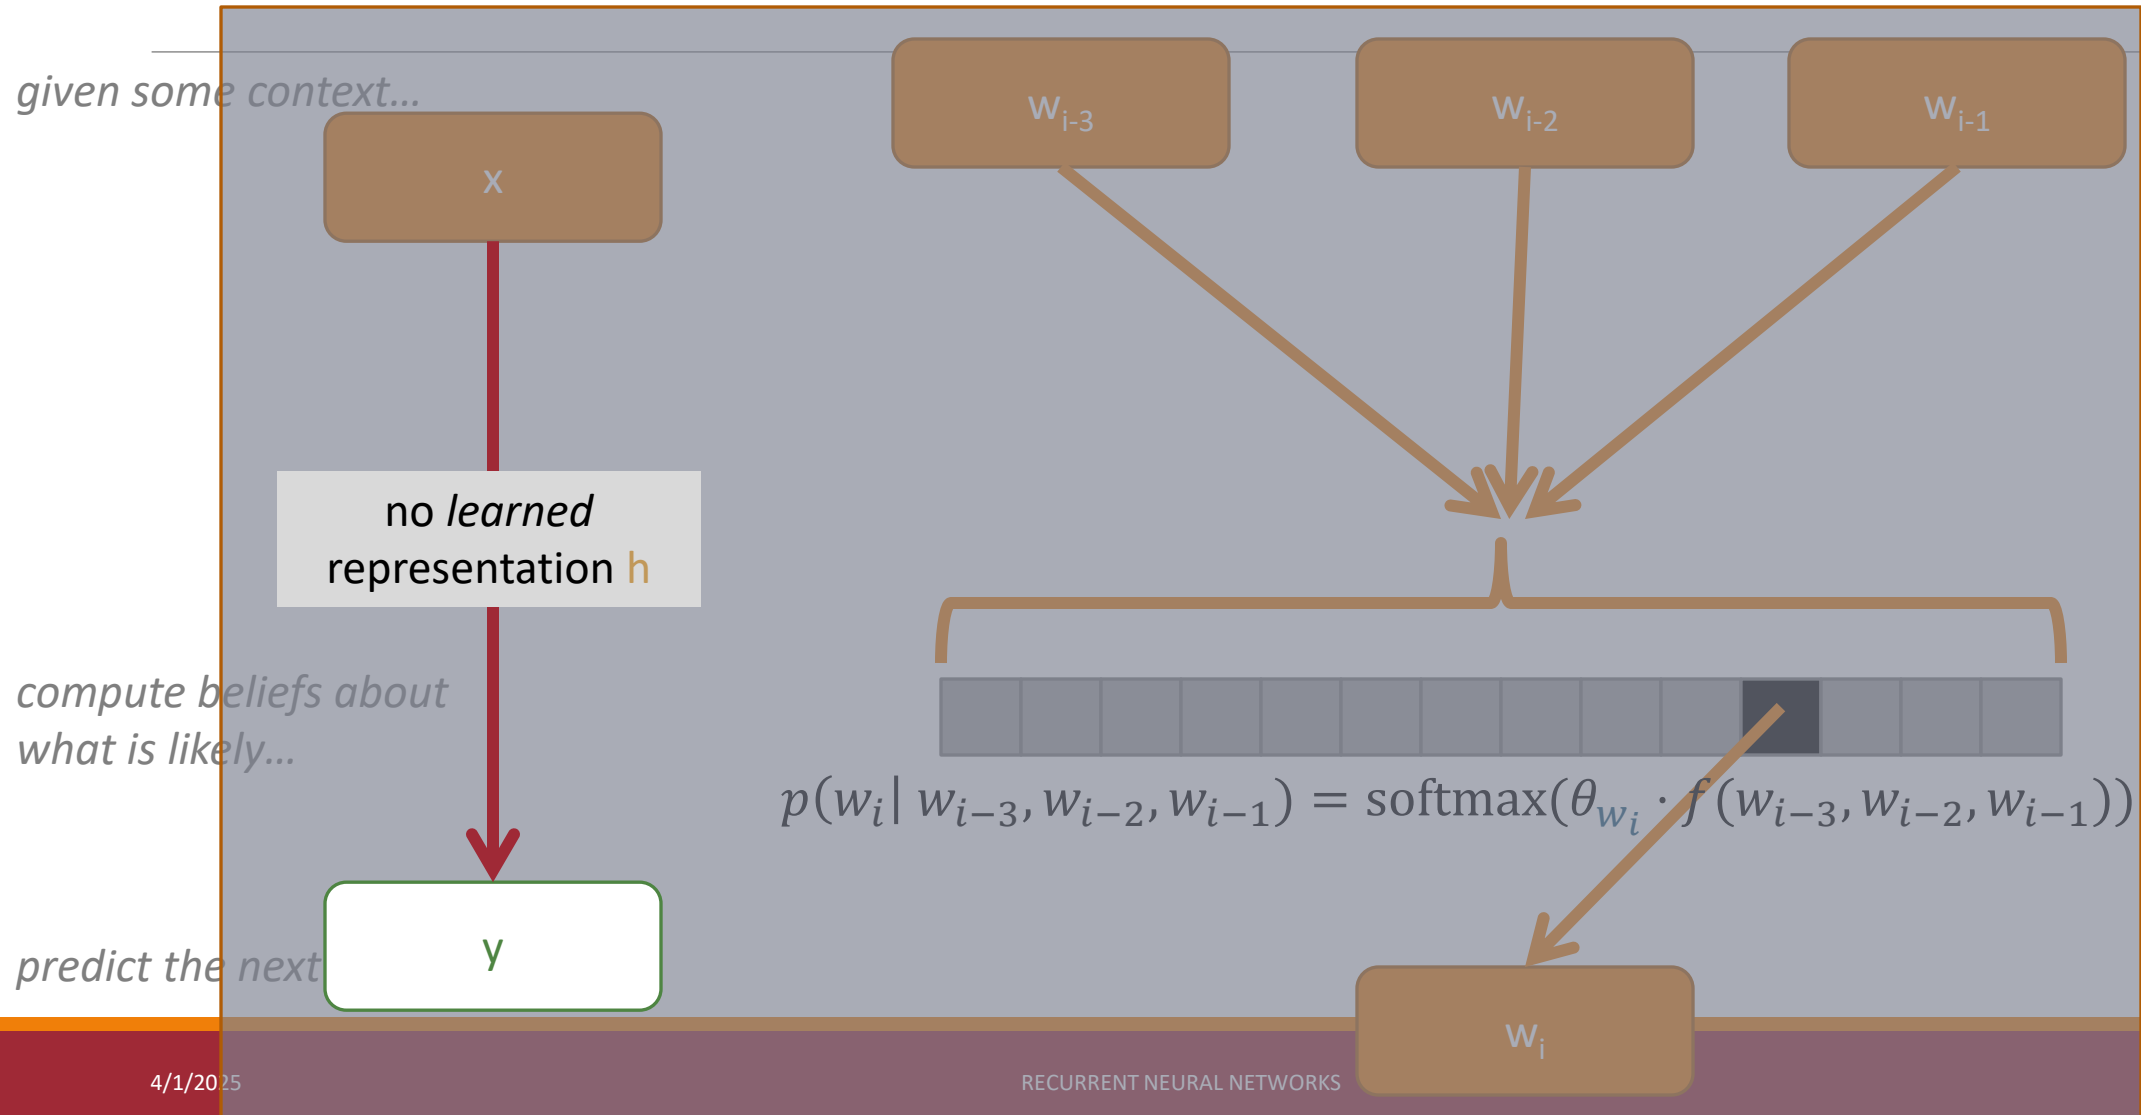 given some context…
x
w_{i-3}
w_{i-2}
w_{i-1}
no learned
representation h
compute beliefs about
what is likely…
p(w_i| w_{i−3}, w_{i−2}, w_{i−1}) = softmax(θ_{w_i} · f(w_{i−3}, w_{i−2}, w_{i−1}))
predict the next
y
w_i
4/1/2025
RECURRENT NEURAL NETWORKS